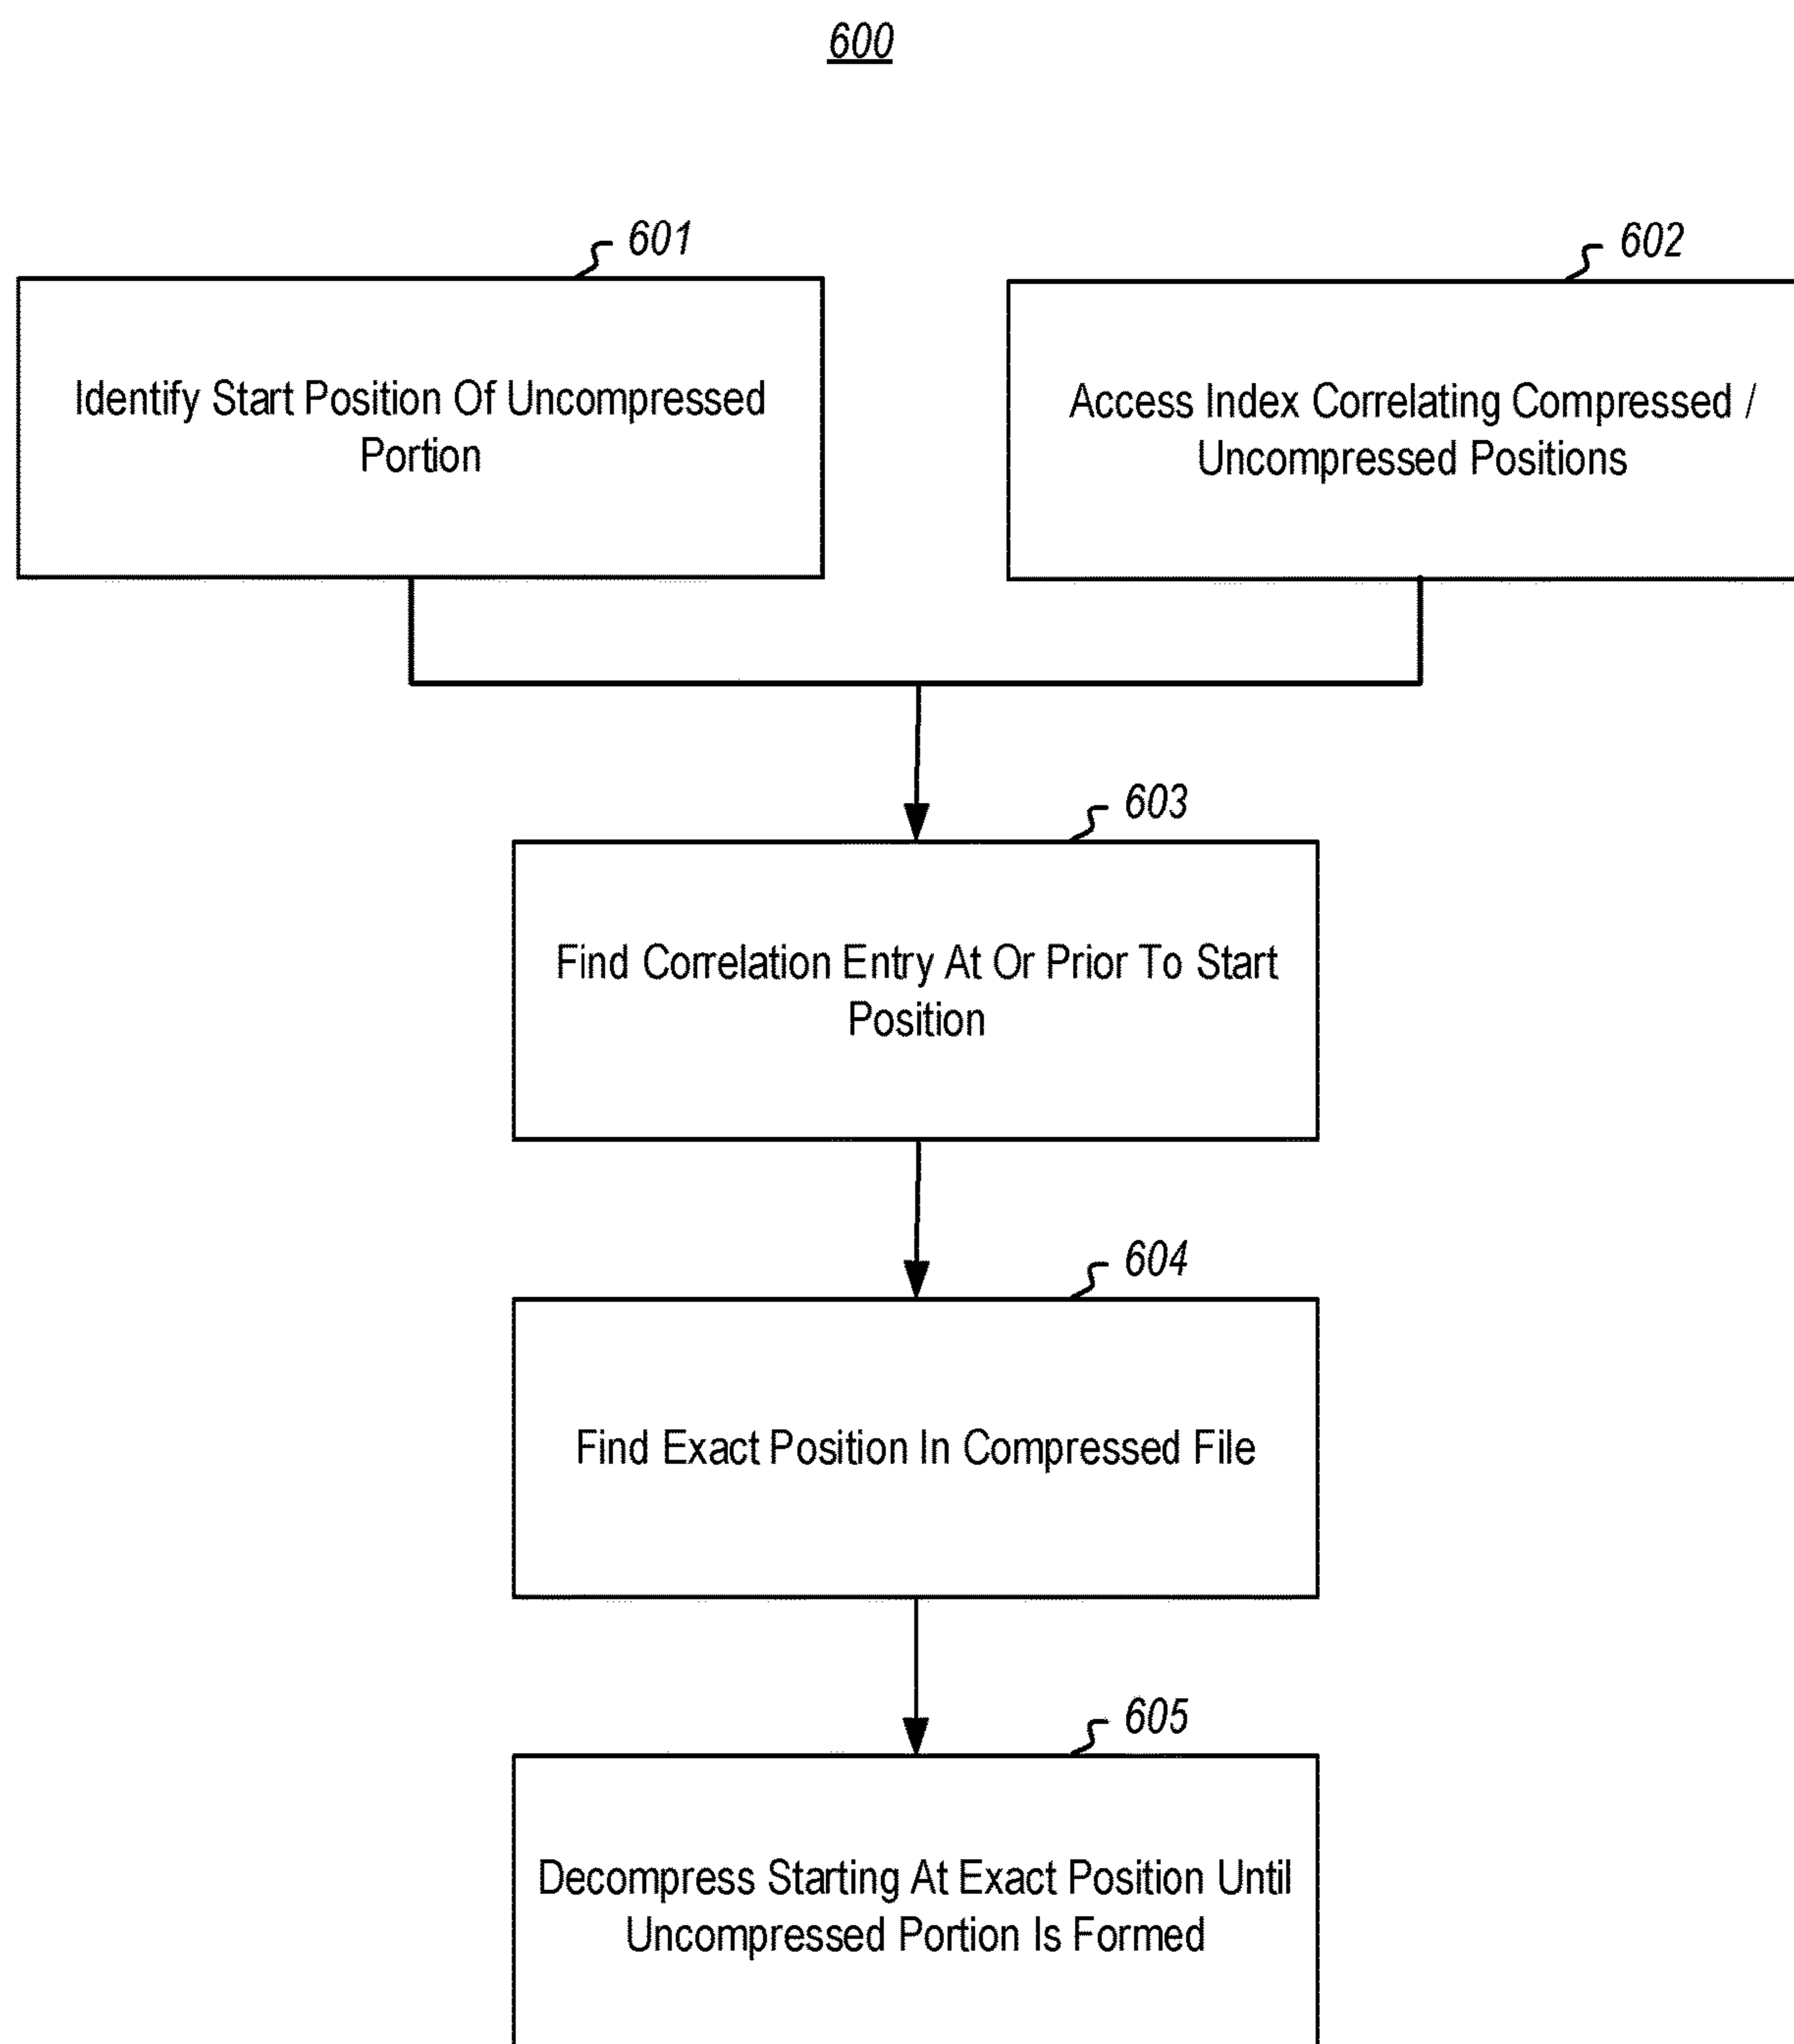 600
601
Identify Start Position Of Uncompressed
Portion
602
Access Index Correlating Compressed /
Uncompressed Positions
603
Find Correlation Entry At Or Prior To Start
Position
604
Find Exact Position In Compressed File
605
Decompress Starting At Exact Position Until
Uncompressed Portion Is Formed